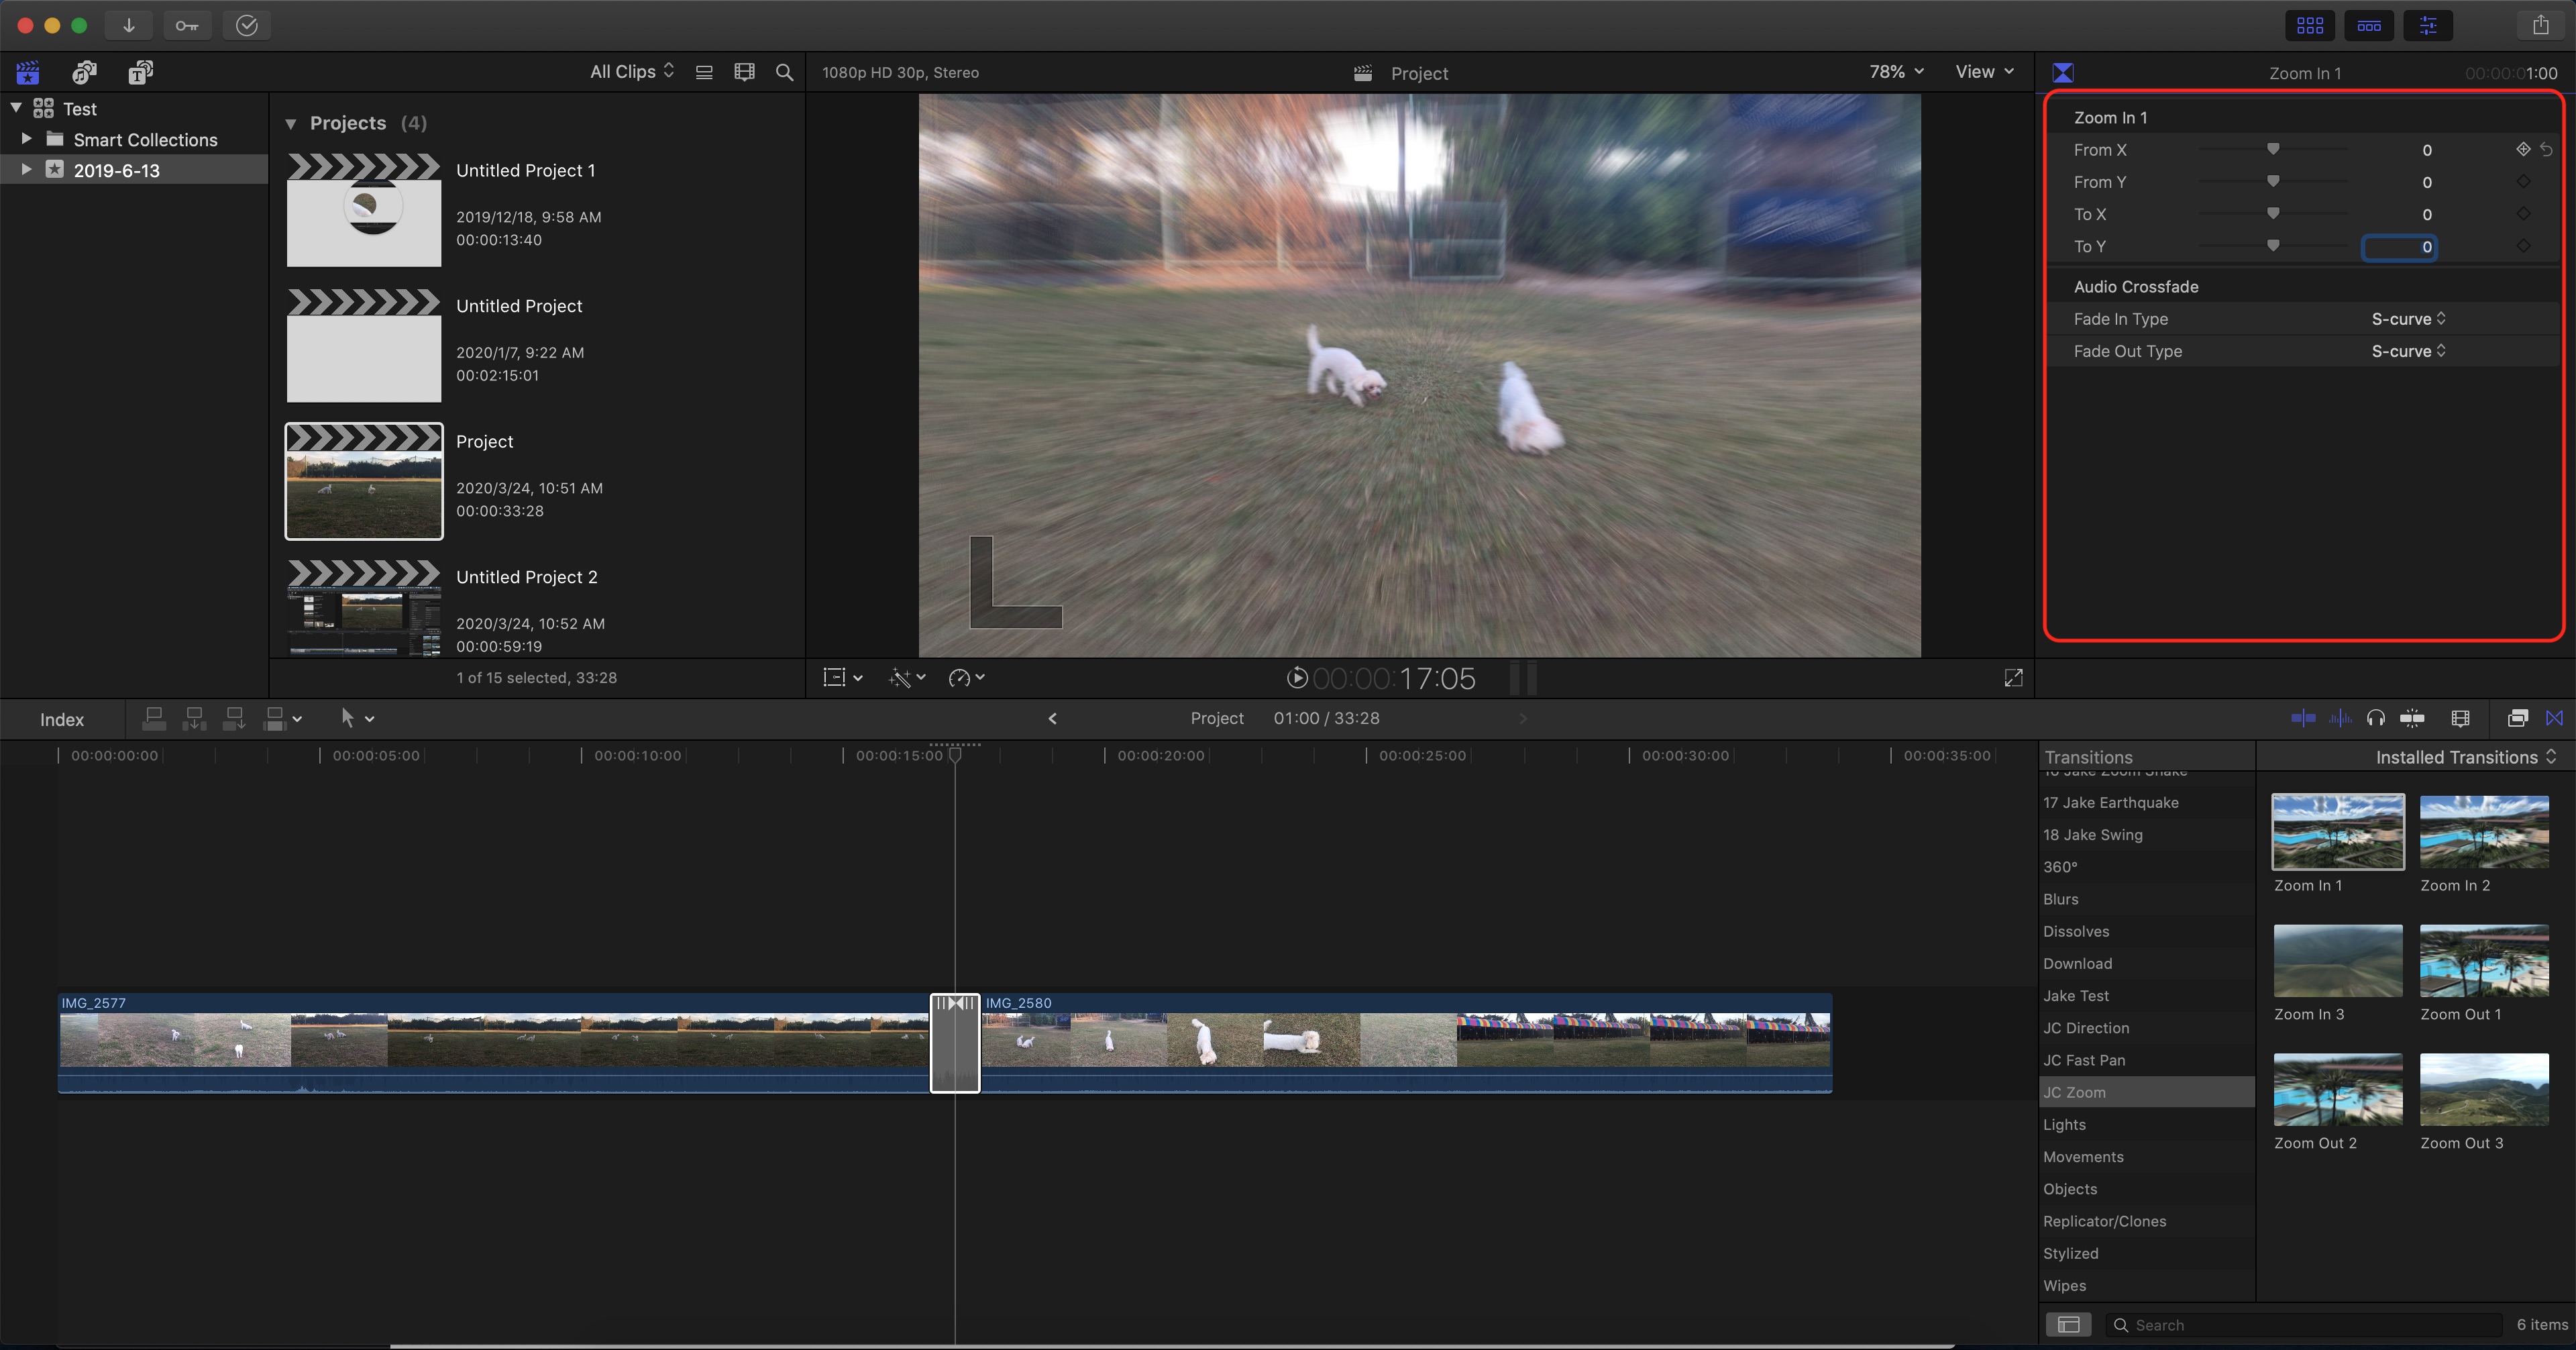 All Clips
1080p HD 30p, Stereo
Project
78%
View
Zoom In 1
00:00:01:00
Test
Smart Collections
2019-6-13
Projects (4)
Untitled Project 1
2019/12/18, 9:58 AM
00:00:13:40
Untitled Project
2020/1/7, 9:22 AM
00:02:15:01
Project
2020/3/24, 10:51 AM
00:00:33:28
Untitled Project 2
2020/3/24, 10:52 AM
00:00:59:19
1 of 15 selected, 33:28
Zoom In 1
From X 0
From Y 0
To X 0
To Y 0
Audio Crossfade
Fade In Type S-curve
Fade Out Type S-curve
00:00:17:05
Index
Project 01:00 / 33:28
00:00:00:00
00:00:05:00
00:00:10:00
00:00:15:00
00:00:20:00
00:00:25:00
00:00:30:00
00:00:35:00
IMG_2577
IMG_2580
Transitions
Installed Transitions
16 Jake Zoom Shake
17 Jake Earthquake
18 Jake Swing
360°
Blurs
Dissolves
Download
Jake Test
JC Direction
JC Fast Pan
JC Zoom
Lights
Movements
Objects
Replicator/Clones
Stylized
Wipes
Zoom In 1
Zoom In 2
Zoom In 3
Zoom Out 1
Zoom Out 2
Zoom Out 3
Search
6 items